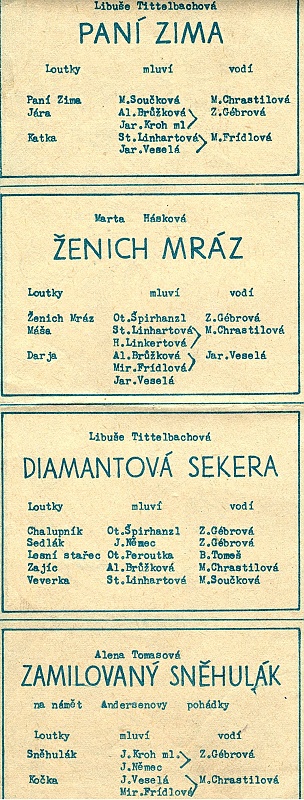 Libuše Tittelbachová
PANÍ ZIMA
Loutky mluví vodí
Paní Zima M.Součková M.Chrastilová
Jára Al.Brůžková Z.Gébrová
Jar.Kroh ml
Katka St.Linhartová M.Frídlová
Jar.Veselá
Marta Hásková
ŽENICH MRÁZ
Loutky mluví vodí
Ženich Mráz Ot.Špirhanzl Z.Gébrová
Máša St.Linhartová M.Chrastilová
H.Linkertová
Darja Al.Brůžková Jar.Veselá
Mir.Frídlová
Jar.Veselá
Libuše Tittelbachová
DIAMANTOVÁ SEKERA
Loutky mluví vodí
Chalupník Ot.Špirhanzl Z.Gébrová
Sedlák J.Němec Z.Gébrová
Lesní stařec Ot.Peroutka B.Tomeš
Zajíc Al.Brůžková M.Chrastilová
Veverka St.Linhartová M.Součková
Alena Tomasová
ZAMILOVANÝ SNĚHULÁK
na námět Andersenovy pohádky
Loutky mluví vodí
Sněhulák J.Kroh ml. Z.Gébrová
J.Němec
Kočka J.Veselá M.Chrastilová
Mir.Frídlová